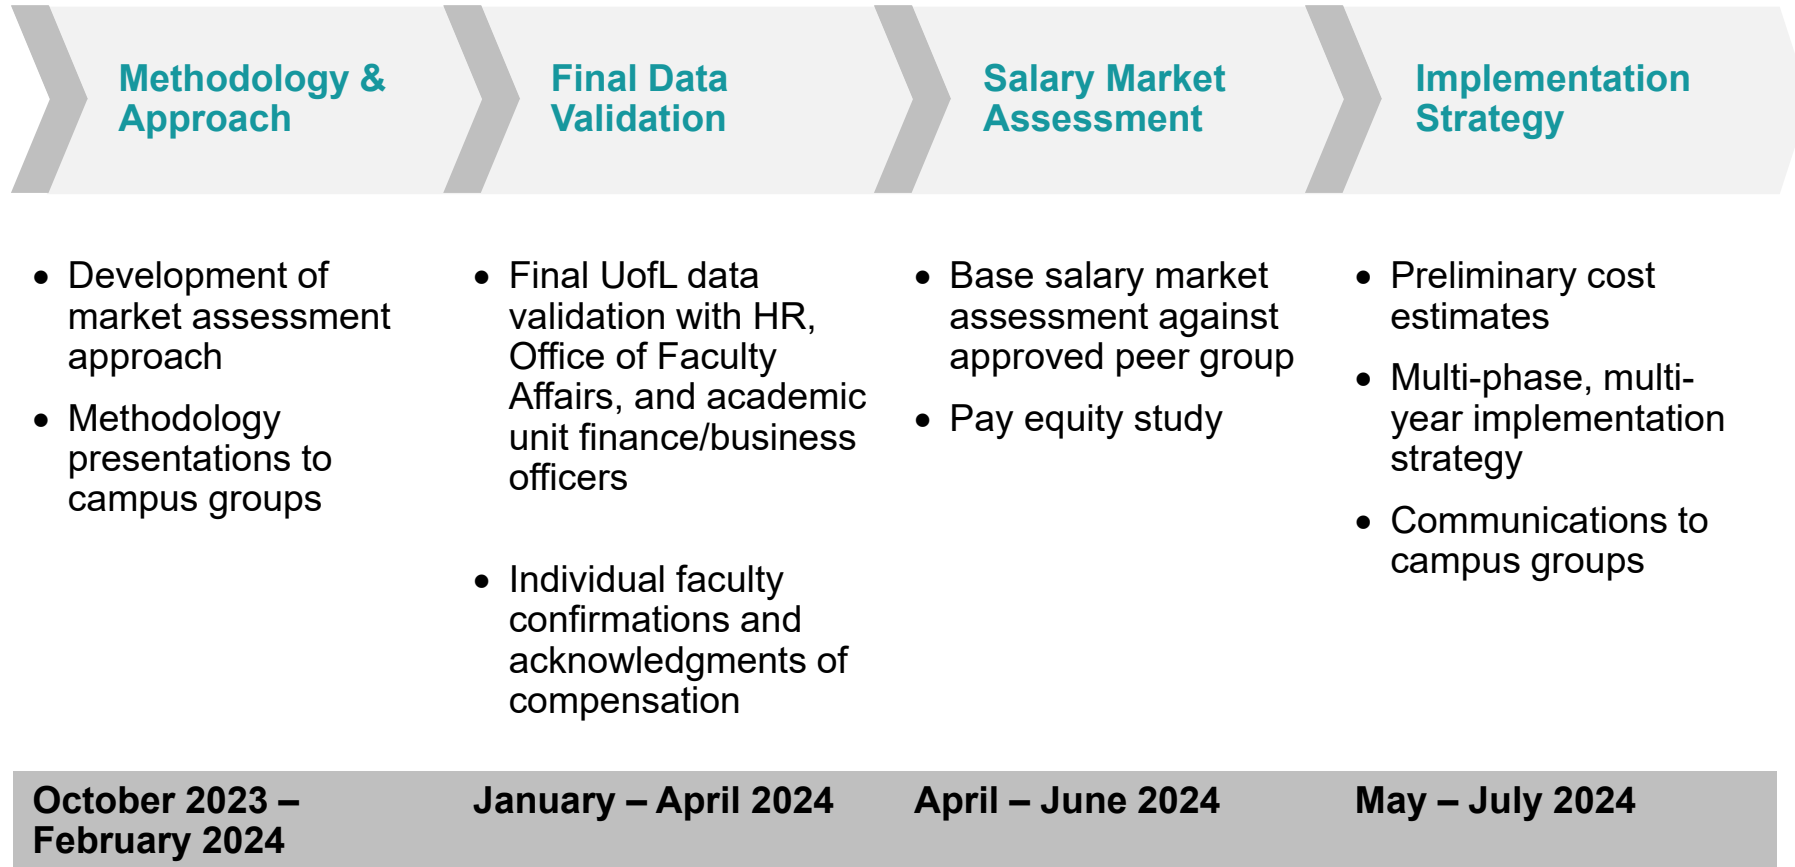 Methodology &
Approach
Final Data
Validation
Salary Market
Assessment
Implementation
Strategy
• Development of
market assessment
approach
• Methodology
presentations to
campus groups
• Final UofL data
validation with HR,
Office of Faculty
Affairs, and academic
unit finance/business
officers
• Individual faculty
confirmations and
acknowledgments of
compensation
• Base salary market
assessment against
approved peer group
• Pay equity study
• Preliminary cost
estimates
• Multi-phase, multi-
year implementation
strategy
• Communications to
campus groups
October 2023 –
February 2024
January – April 2024
April – June 2024
May – July 2024